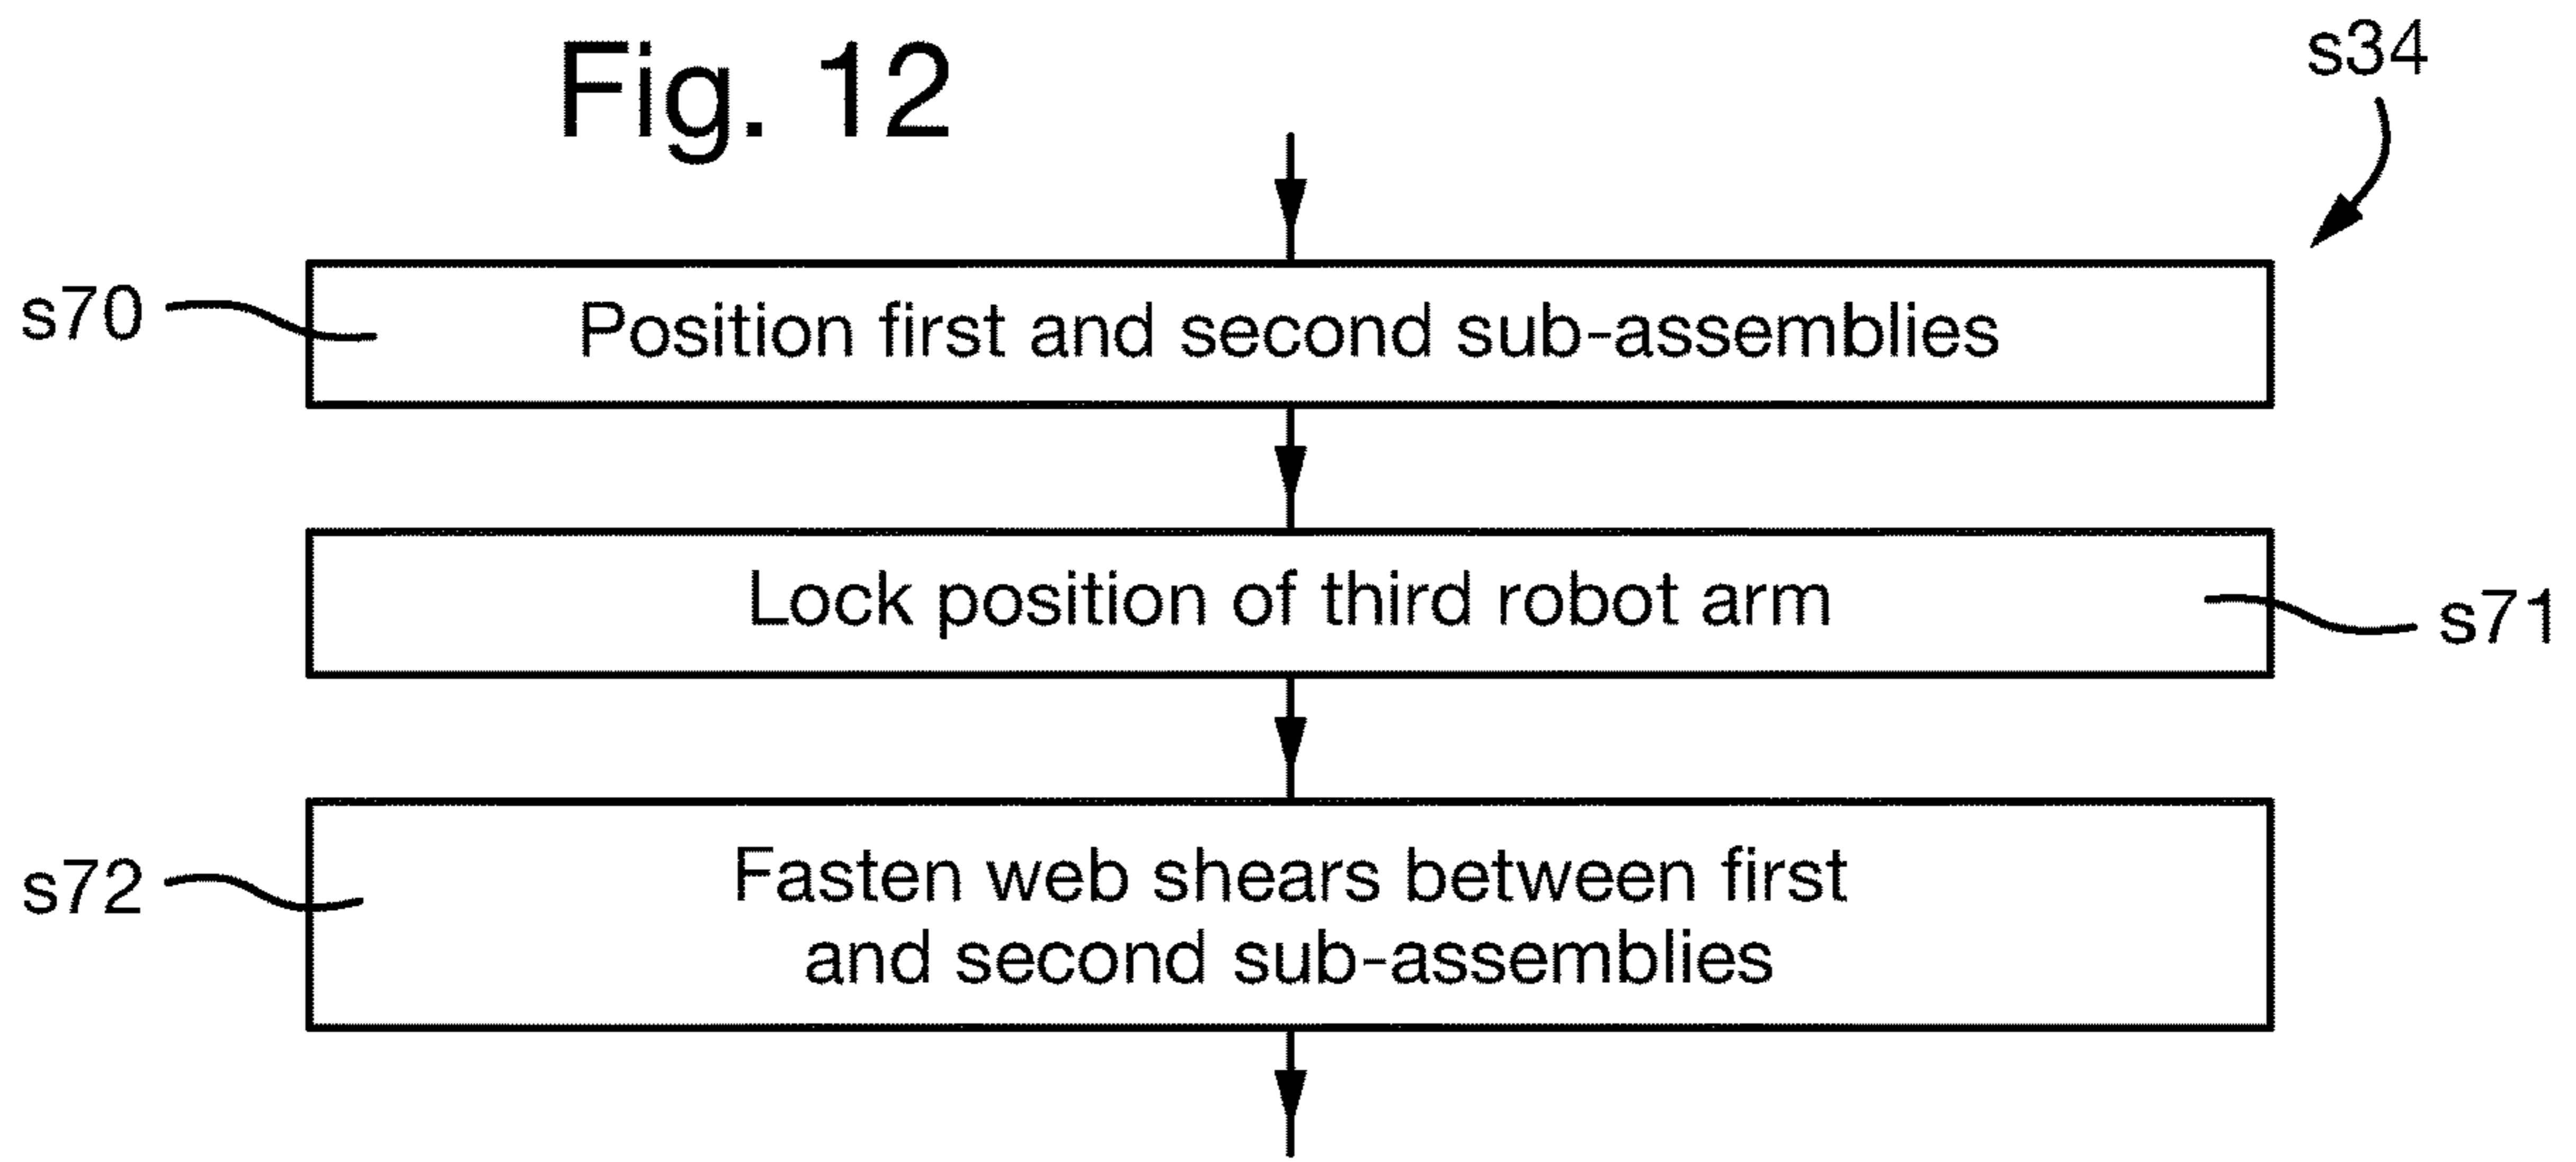 Fig. 12
s34
s70
Position first and second sub-assemblies
Lock position of third robot arm
s71
s72
Fasten web shears between first
and second sub-assemblies